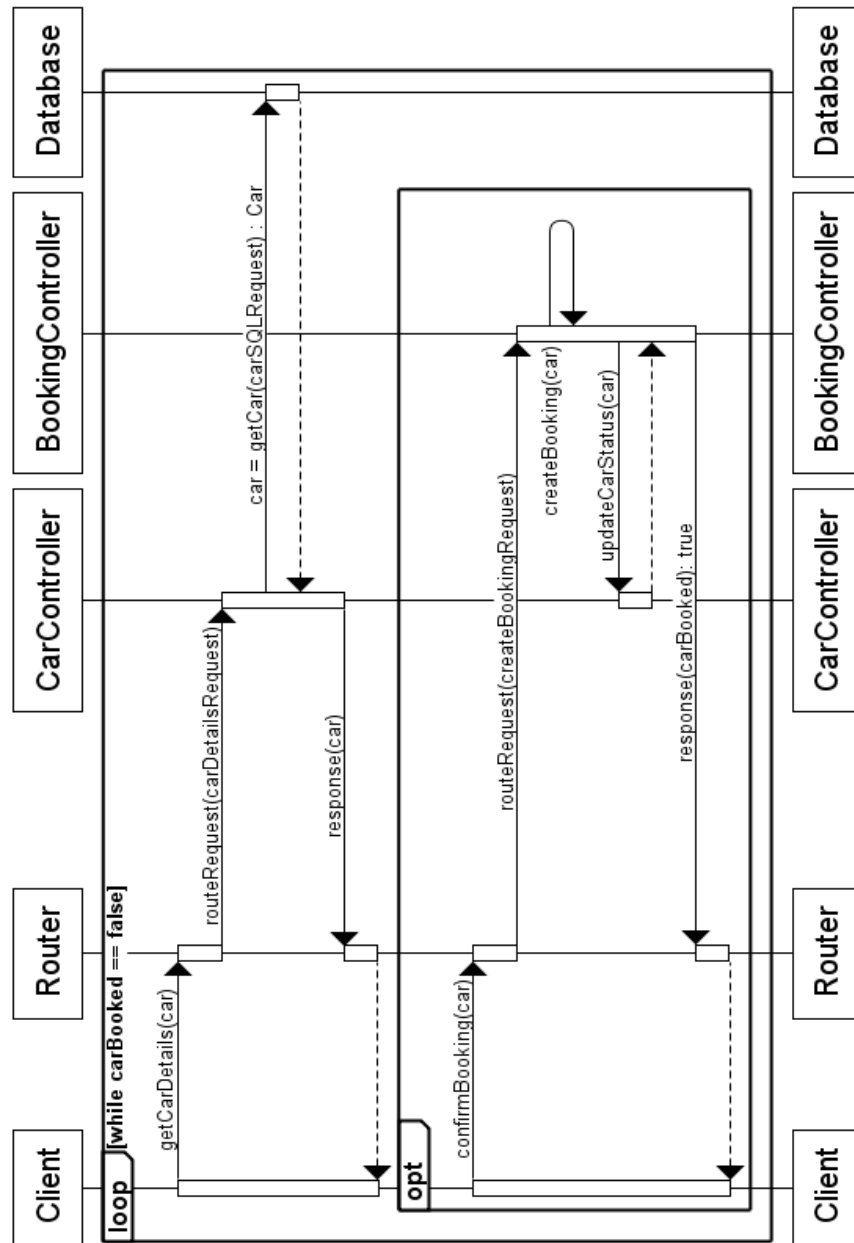 Client
Router
CarController
BookingController
Database
loop
[while carBooked == false]
getCarDetails(car)
routeRequest(carDetailsRequest)
car = getCar(carSQLRequest) : Car
response(car)
opt
confirmBooking(car)
routeRequest(createBookingRequest)
createBooking(car)
updateCarStatus(car)
response(carBooked): true
Client
Router
CarController
BookingController
Database